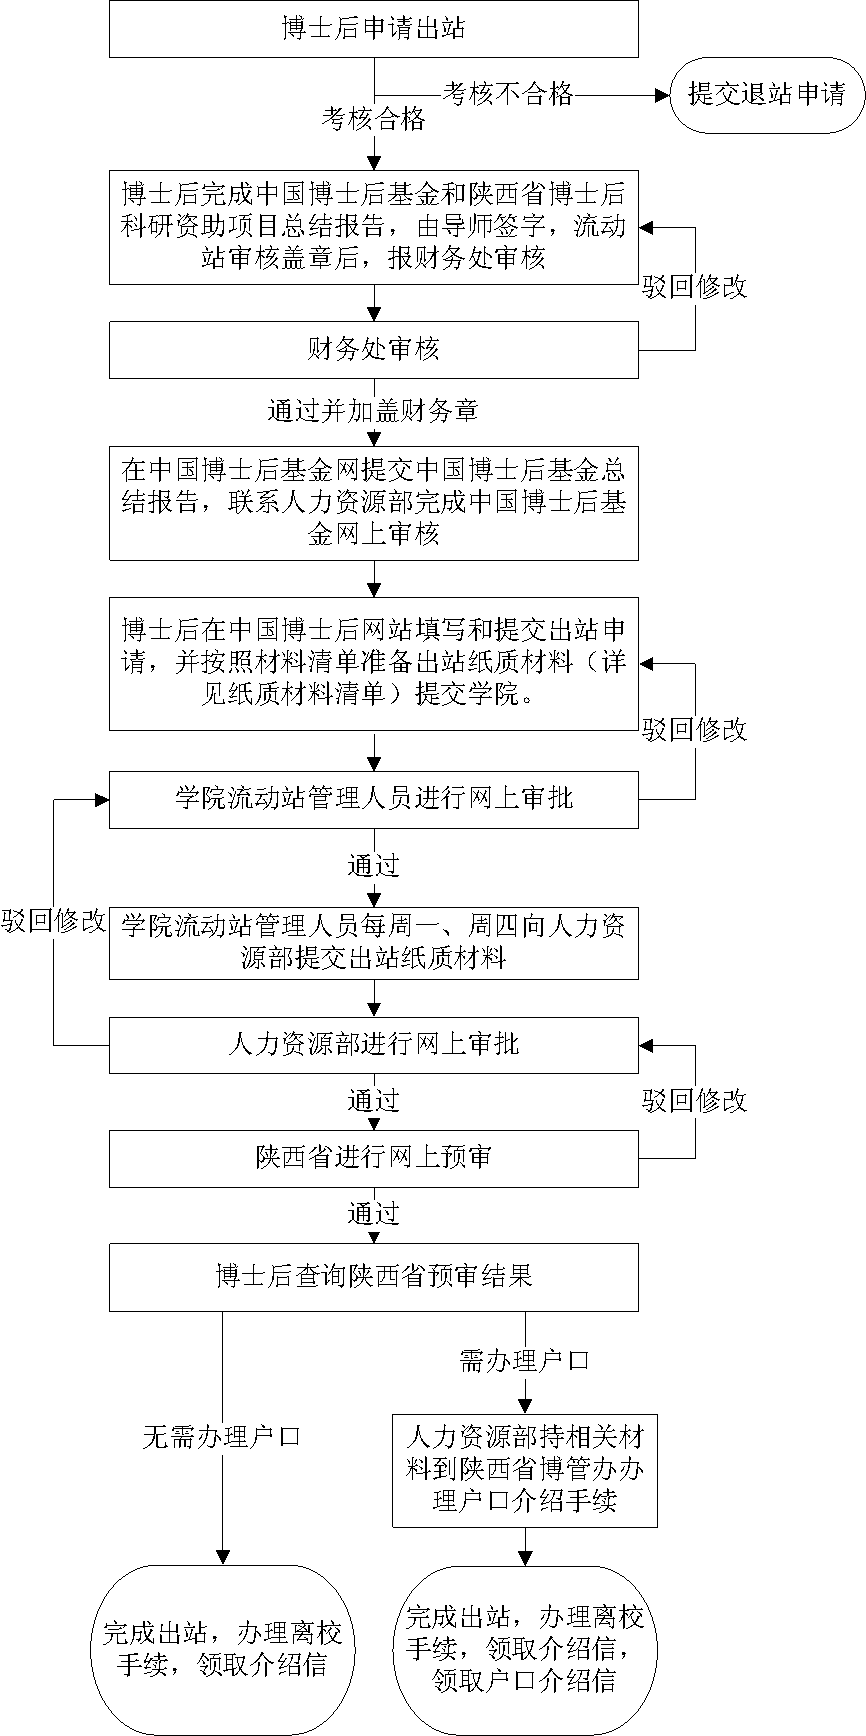 博士后申请出站
考核不合格
提交退站申请
考核合格
博士后完成中国博士后基金和陕西省博士后
科研资助项目总结报告，由导师签字，流动
站审核盖章后，报财务处审核
驳回修改
财务处审核
通过并加盖财务章
在中国博士后基金网提交中国博士后基金总
结报告，联系人力资源部完成中国博士后基
金网上审核
博士后在中国博士后网站填写和提交出站申
请，并按照材料清单准备出站纸质材料（详
见纸质材料清单）提交学院。
驳回修改
学院流动站管理人员进行网上审批
通过
驳回修改
学院流动站管理人员每周一、周四向人力资
源部提交出站纸质材料
人力资源部进行网上审批
通过
驳回修改
陕西省进行网上预审
通过
博士后查询陕西省预审结果
需办理户口
无需办理户口
人力资源部持相关材
料到陕西省博管办办
理户口介绍手续
完成出站，办理离校
手续，领取介绍信
完成出站，办理离校
手续，领取介绍信，
领取户口介绍信